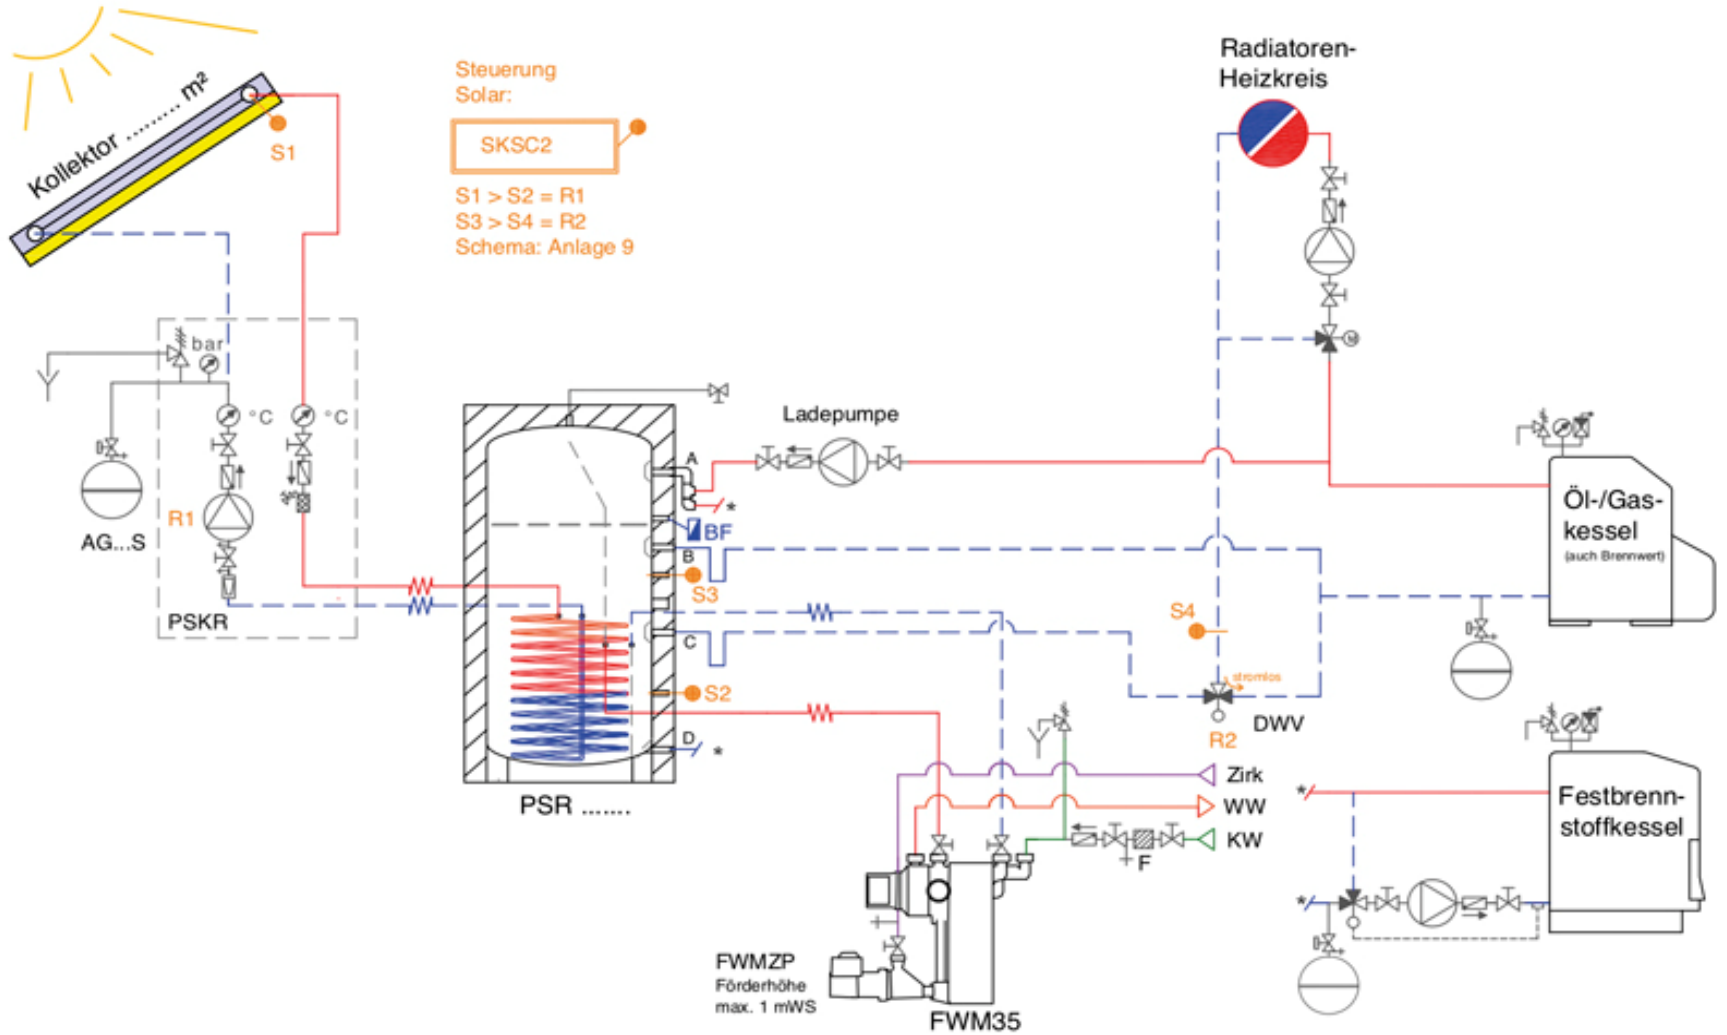 Kollektor ......... m²
S1
Steuerung
Solar:
SKSC2
S1 > S2 = R1
S3 > S4 = R2
Schema: Anlage 9
Radiatoren-
Heizkreis
M
bar
°C
°C
R1
AG...S
PSKR
Ladepumpe
A
*
BF
B
S3
C
S2
D
*
PSR .......
Öl-/Gas-
kessel
(auch Brennwert)
S4
stromlos
DWV
R2
Zirk
WW
KW
F
*
Festbrenn-
stoffkessel
*
FWMZP
Förderhöhe
max. 1 mWS
FWM35